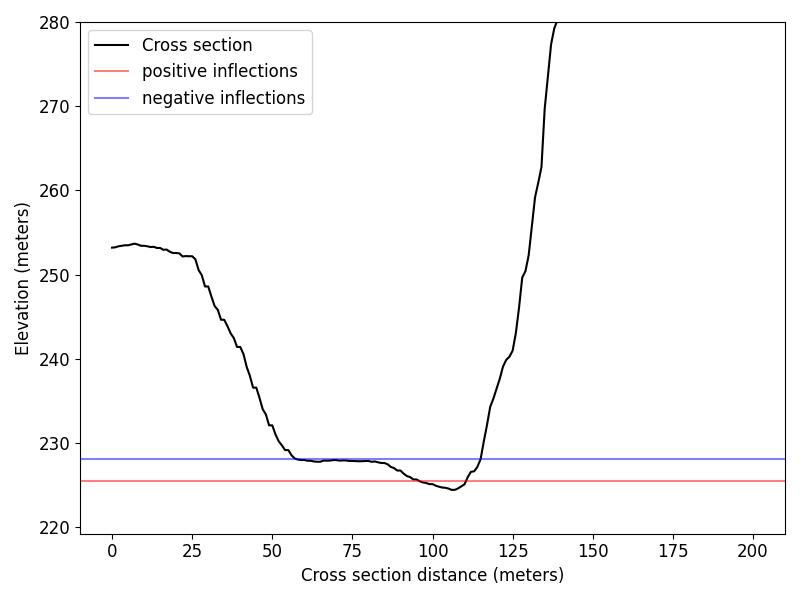 280
270
260
250
240
230
220
Elevation (meters)
Cross section
positive inflections
negative inflections
0 25 50 75 100 125 150 175 200
Cross section distance (meters)